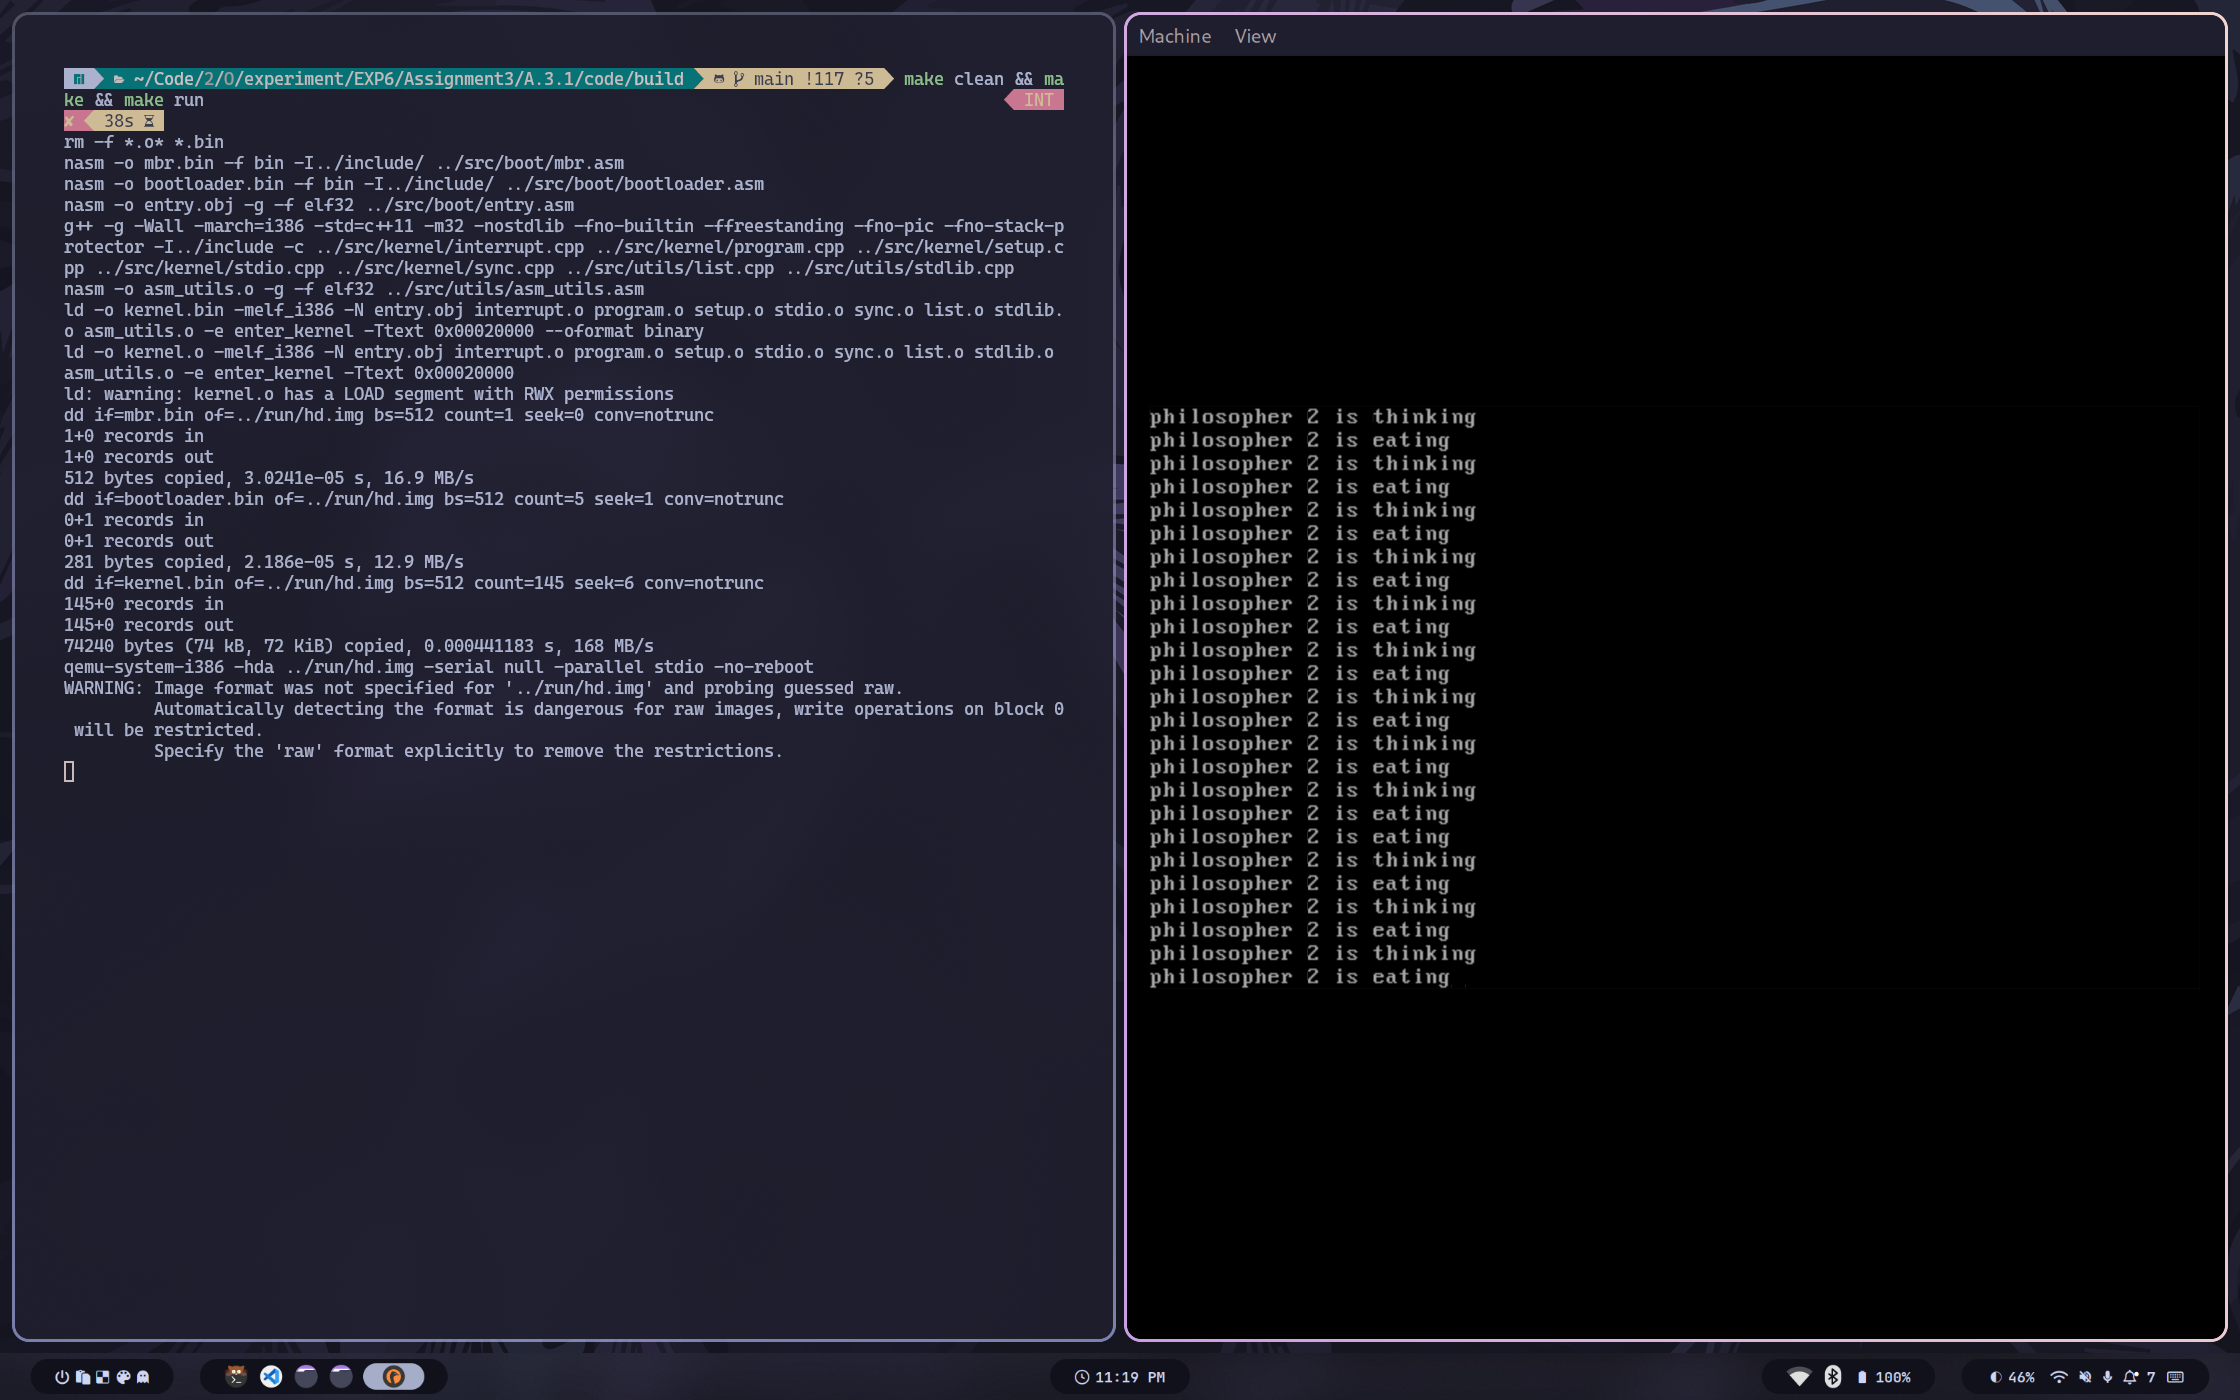 ~/Code/2/O/experiment/EXP6/Assignment3/A.3.1/code/build main !117 ?5 make clean && ma
ke && make run INT
✘ 38s
rm -f *.o* *.bin
nasm -o mbr.bin -f bin -I../include/ ../src/boot/mbr.asm
nasm -o bootloader.bin -f bin -I../include/ ../src/boot/bootloader.asm
nasm -o entry.obj -g -f elf32 ../src/boot/entry.asm
g++ -g -Wall -march=i386 -std=c++11 -m32 -nostdlib -fno-builtin -ffreestanding -fno-pic -fno-stack-p
rotector -I../include -c ../src/kernel/interrupt.cpp ../src/kernel/program.cpp ../src/kernel/setup.c
pp ../src/kernel/stdio.cpp ../src/kernel/sync.cpp ../src/utils/list.cpp ../src/utils/stdlib.cpp
nasm -o asm_utils.o -g -f elf32 ../src/utils/asm_utils.asm
ld -o kernel.bin -melf_i386 -N entry.obj interrupt.o program.o setup.o stdio.o sync.o list.o stdlib.
o asm_utils.o -e enter_kernel -Ttext 0x00020000 --oformat binary
ld -o kernel.o -melf_i386 -N entry.obj interrupt.o program.o setup.o stdio.o sync.o list.o stdlib.o
asm_utils.o -e enter_kernel -Ttext 0x00020000
ld: warning: kernel.o has a LOAD segment with RWX permissions
dd if=mbr.bin of=../run/hd.img bs=512 count=1 seek=0 conv=notrunc
1+0 records in
1+0 records out
512 bytes copied, 3.0241e-05 s, 16.9 MB/s
dd if=bootloader.bin of=../run/hd.img bs=512 count=5 seek=1 conv=notrunc
0+1 records in
0+1 records out
281 bytes copied, 2.186e-05 s, 12.9 MB/s
dd if=kernel.bin of=../run/hd.img bs=512 count=145 seek=6 conv=notrunc
145+0 records in
145+0 records out
74240 bytes (74 kB, 72 KiB) copied, 0.000441183 s, 168 MB/s
qemu-system-i386 -hda ../run/hd.img -serial null -parallel stdio -no-reboot
WARNING: Image format was not specified for '../run/hd.img' and probing guessed raw.
Automatically detecting the format is dangerous for raw images, write operations on block 0
will be restricted.
Specify the 'raw' format explicitly to remove the restrictions.
Machine View
philosopher 2 is thinking
philosopher 2 is eating
philosopher 2 is thinking
philosopher 2 is eating
philosopher 2 is thinking
philosopher 2 is eating
philosopher 2 is thinking
philosopher 2 is eating
philosopher 2 is thinking
philosopher 2 is eating
philosopher 2 is thinking
philosopher 2 is eating
philosopher 2 is thinking
philosopher 2 is eating
philosopher 2 is thinking
philosopher 2 is eating
philosopher 2 is thinking
philosopher 2 is eating
philosopher 2 is eating
philosopher 2 is thinking
philosopher 2 is eating
philosopher 2 is thinking
philosopher 2 is eating
philosopher 2 is thinking
philosopher 2 is eating
11:19 PM
100%
46% 7